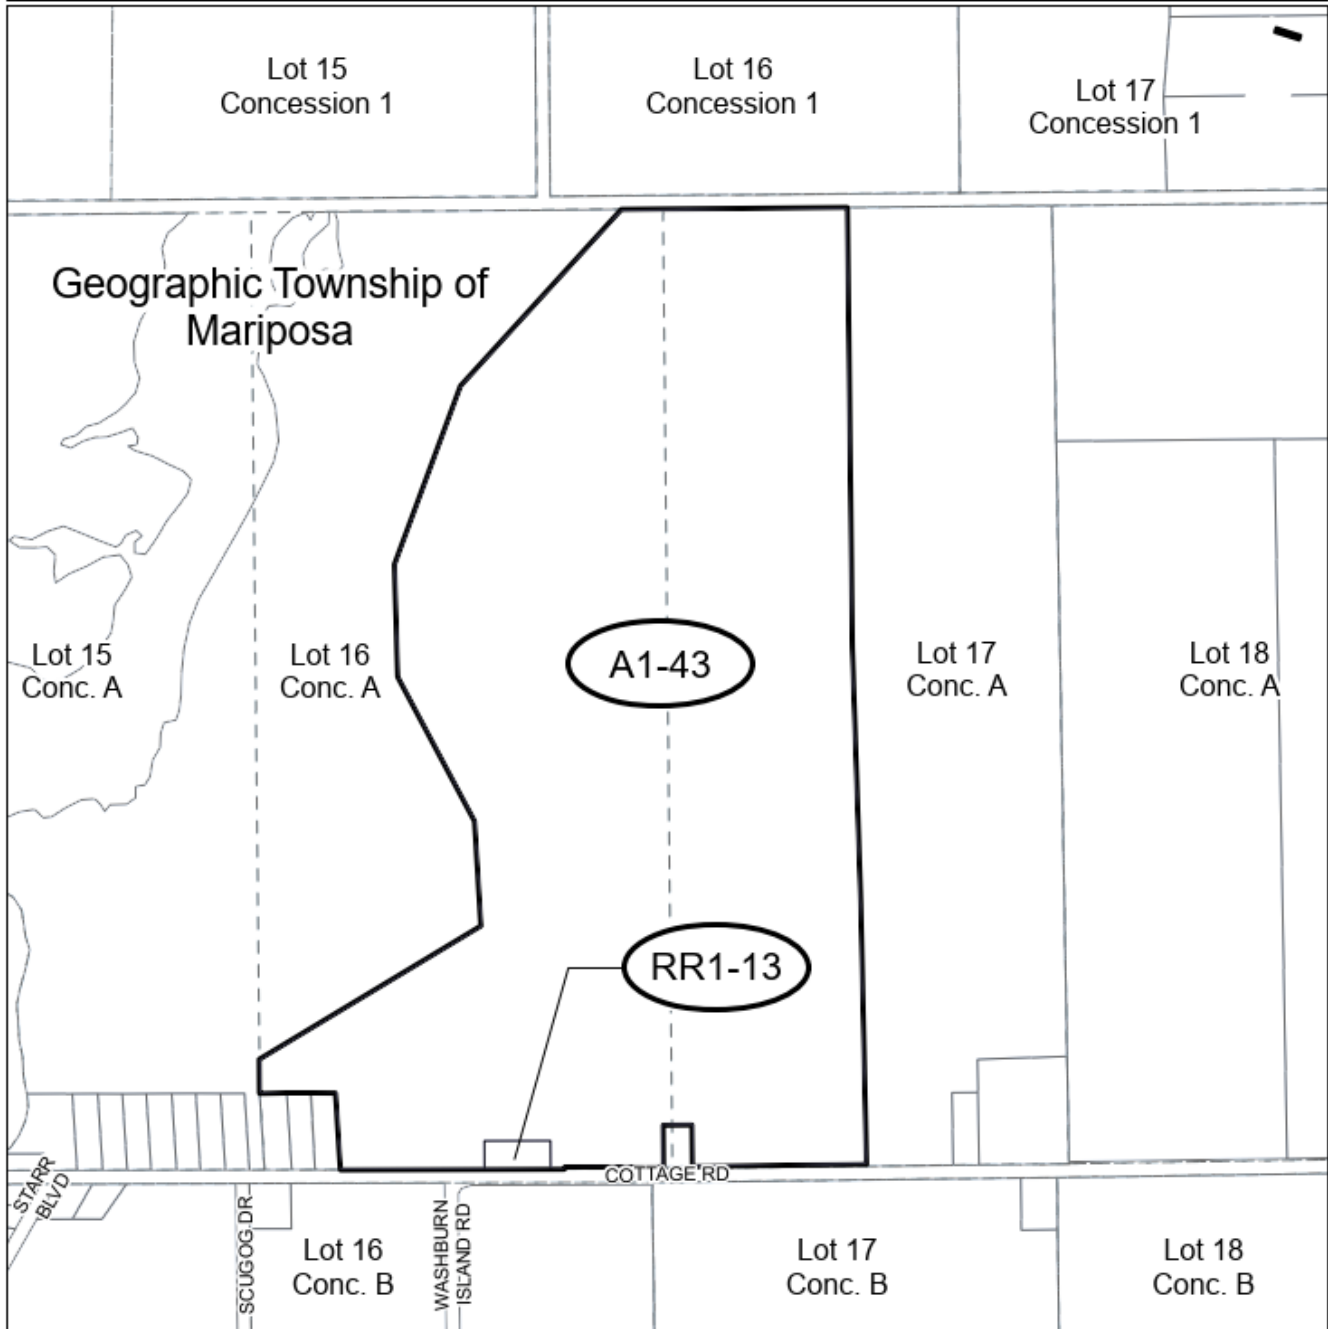 Lot 15
Concession 1
Lot 16
Concession 1
Lot 17
Concession 1
Geographic Township of
Mariposa
Lot 15
Conc. A
Lot 16
Conc. A
A1-43
Lot 17
Conc. A
Lot 18
Conc. A
RR1-13
COTTAGE RD
STARR
BLVD
SCUGOG DR
WASHBURN
ISLAND RD
Lot 16
Conc. B
Lot 17
Conc. B
Lot 18
Conc. B